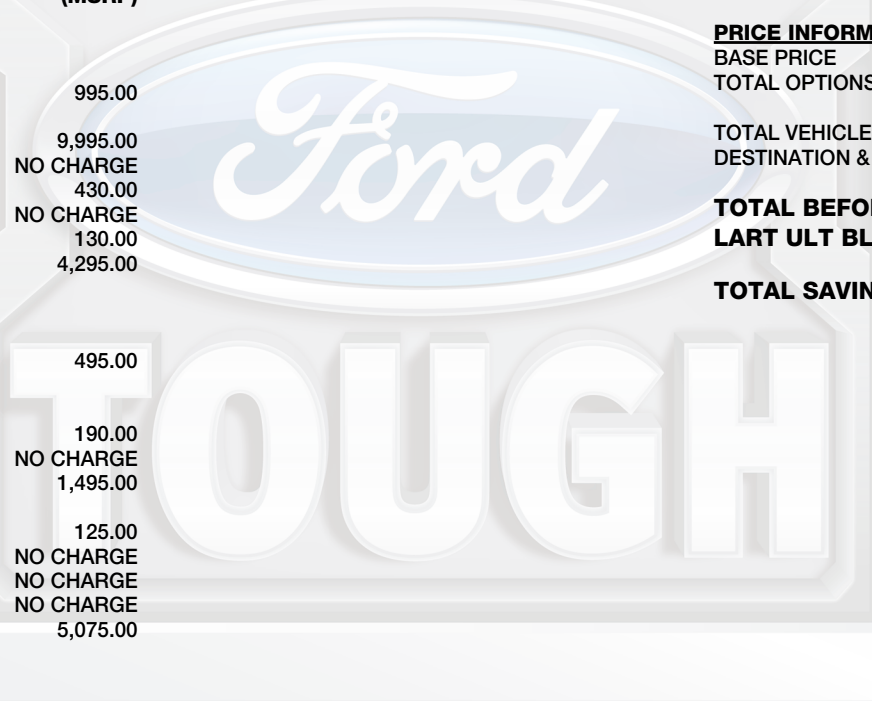 (MSRP)
995.00
9,995.00
NO CHARGE
430.00
NO CHARGE
130.00
4,295.00
495.00
190.00
NO CHARGE
1,495.00
125.00
NO CHARGE
NO CHARGE
NO CHARGE
5,075.00
PRICE INFORM
BASE PRICE
TOTAL OPTIONS
TOTAL VEHICLE
DESTINATION &
TOTAL BEFO
LART ULT BL
TOTAL SAVIN
Ford
TOUGH